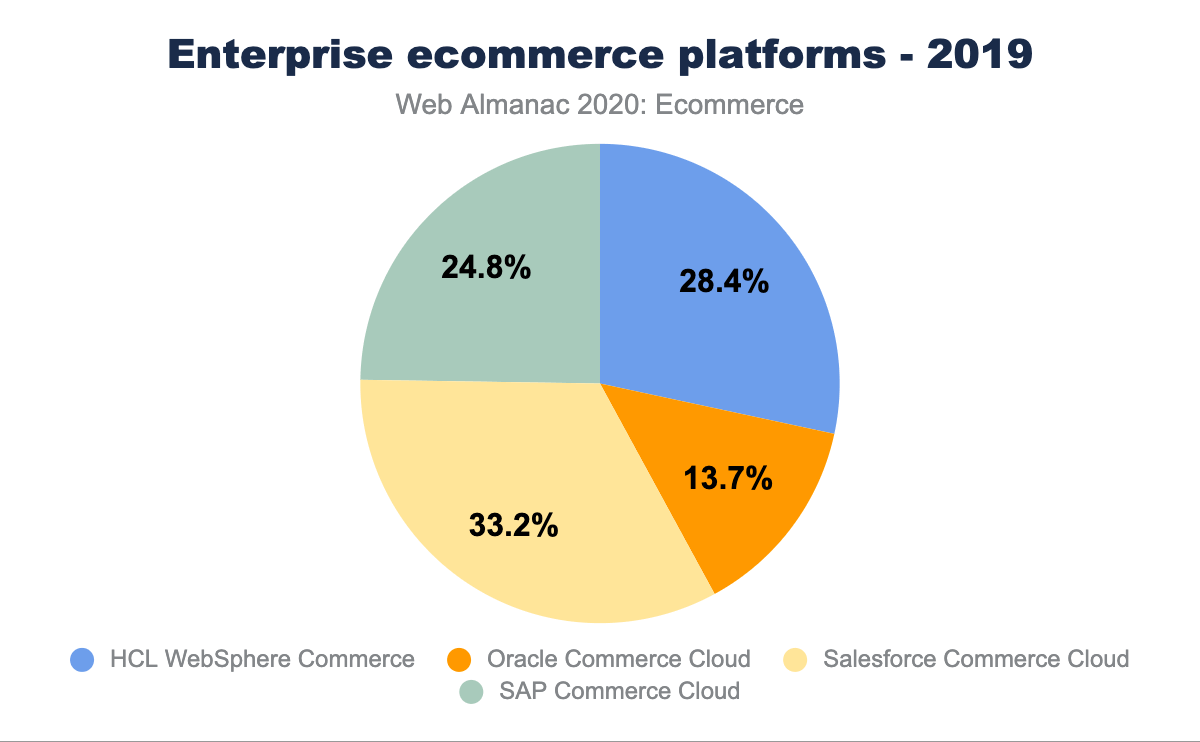 Enterprise ecommerce platforms - 2019
Web Almanac 2020: Ecommerce
24.8%
28.4%
13.7%
33.2%
HCL WebSphere Commerce
Oracle Commerce Cloud
Salesforce Commerce Cloud
SAP Commerce Cloud